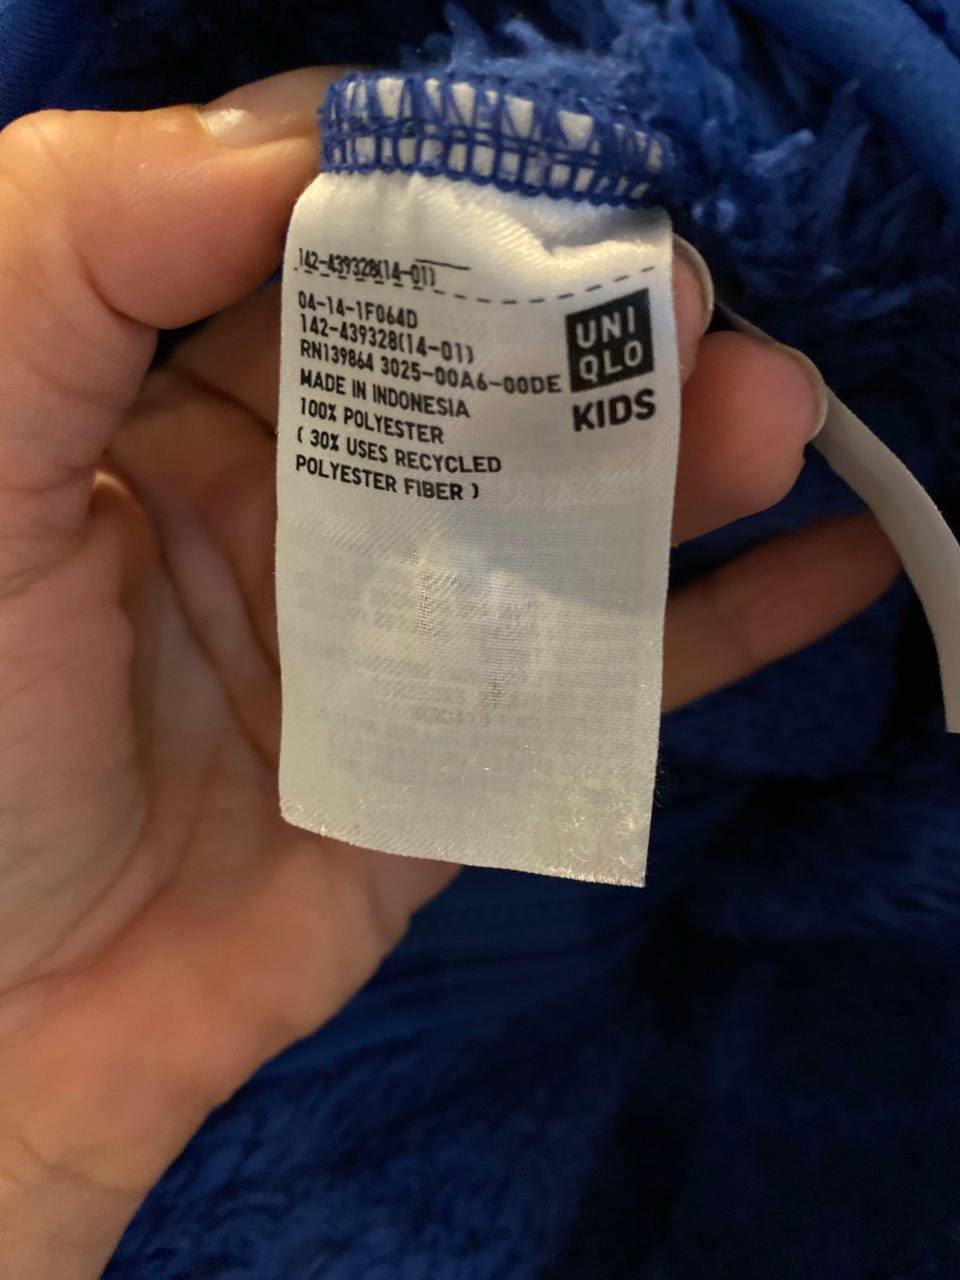 142-439328(14-01)
04-14-1F064D
142-439328(14-01)
RN139864 3025-00A6-00DE
MADE IN INDONESIA
100% POLYESTER
( 30% USES RECYCLED
POLYESTER FIBER )
UNI
QLO
KIDS